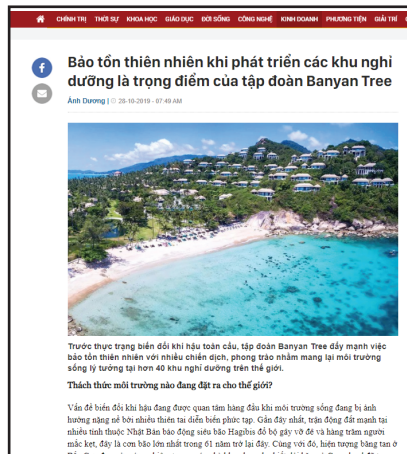 CHÍNH TRỊ THỜI SỰ KHOA HỌC GIÁO DỤC ĐỜI SỐNG CÔNG NGHỆ KINH DOANH PHƯƠNG TIỆN GIẢI TRÍ
Bảo tồn thiên nhiên khi phát triển các khu nghỉ
dưỡng là trọng điểm của tập đoàn Banyan Tree
Ánh Dương | 28-10-2019 - 07:49 AM
Trước thực trạng biến đổi khí hậu toàn cầu, tập đoàn Banyan Tree đẩy mạnh việc
bảo tồn thiên nhiên với nhiều chiến dịch, phong trào nhằm mang lại môi trường
sống lý tưởng tại hơn 40 khu nghỉ dưỡng trên thế giới.
Thách thức môi trường nào đang đặt ra cho thế giới?
Vấn đề biến đổi khí hậu đang được quan tâm hàng đầu khi môi trường sống đang bị ảnh
hưởng nặng nề bởi nhiều thiên tai diễn biến phức tạp. Gần đây nhất, trận động đất mạnh tại
nhiều tỉnh thuộc Nhật Bản báo động siêu bão Hagibis đổ bộ gây vỡ đê và hàng trăm người
mắc kẹt, đây là cơn bão lớn nhất trong 61 năm trở lại đây. Cùng với đó, hiện tượng băng tan ở